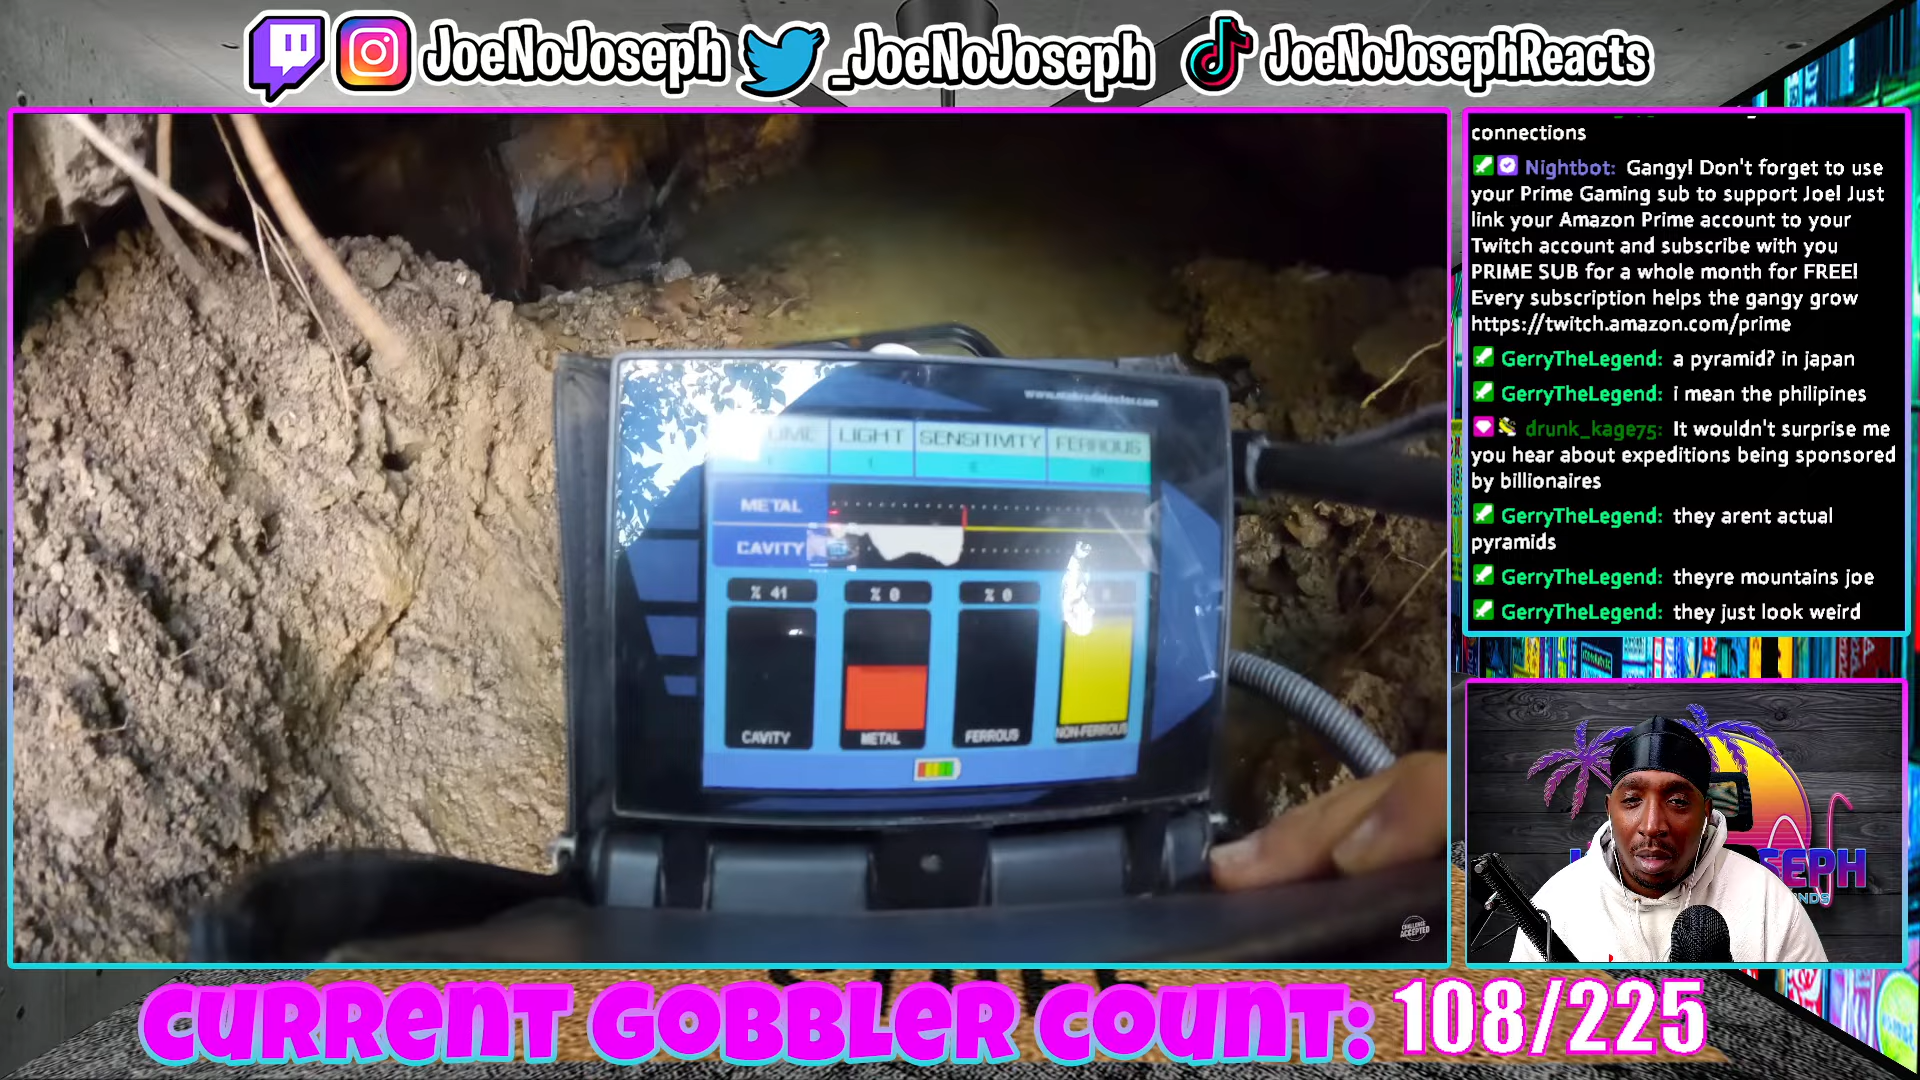 JoeNoJoseph _JoeNoJoseph JoeNoJosephReacts
connections
Nightbot: Gangy! Don't forget to use
your Prime Gaming sub to support Joe! Just
link your Amazon Prime account to your
Twitch account and subscribe with you
PRIME SUB for a whole month for FREE!
Every subscription helps the gangy grow
https://twitch.amazon.com/prime
GerryTheLegend: a pyramid? in japan
GerryTheLegend: i mean the philipines
drunk_kage75: It wouldn't surprise me
you hear about expeditions being sponsored
by billionaires
GerryTheLegend: they arent actual
pyramids
GerryTheLegend: theyre mountains joe
GerryTheLegend: they just look weird
LIGHT SENSITIVITY FERROUS
METAL
CAVITY
% 41 % 0 % 0
CAVITY METAL FERROUS NON-FERROUS
CHALLENGE
ACCEPTED
CURRENT GOBBLER COUNT: 108/225